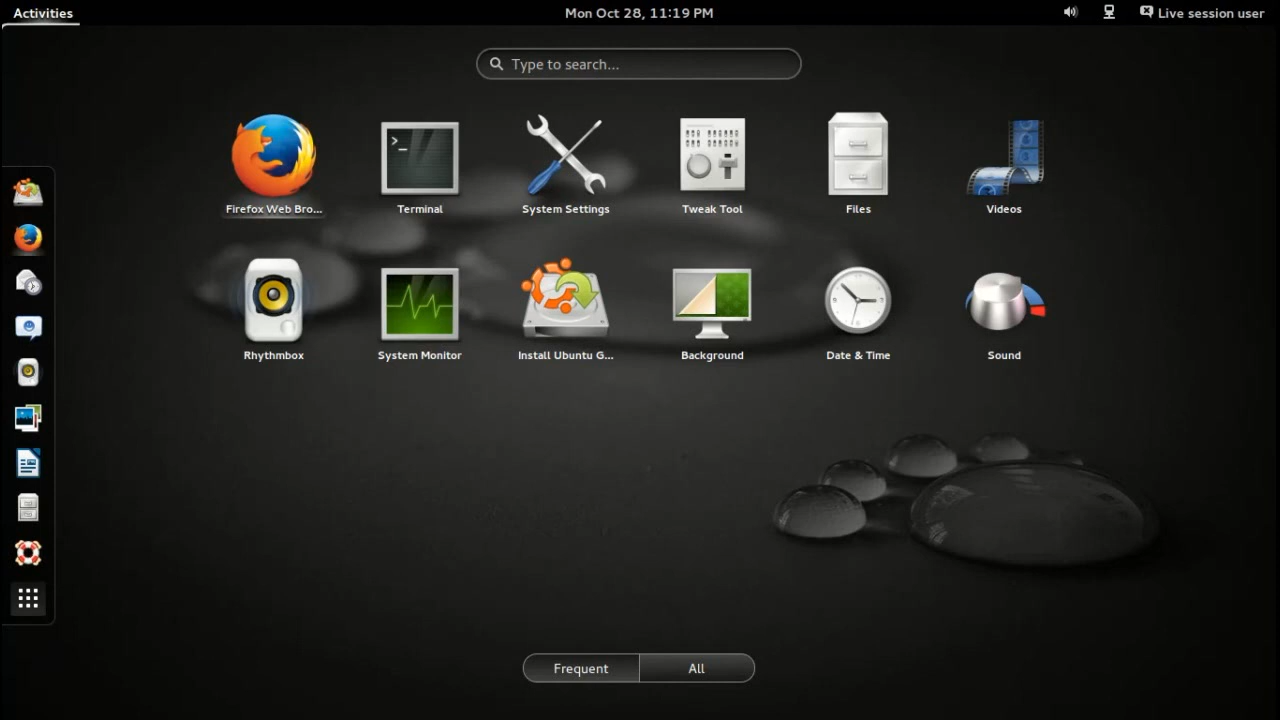 Activities
Mon Oct 28, 11:19 PM
Live session user
Type to search...
Firefox Web Bro...
Terminal
System Settings
Tweak Tool
Files
Videos
Rhythmbox
System Monitor
Install Ubuntu G...
Background
Date & Time
Sound
Frequent
All